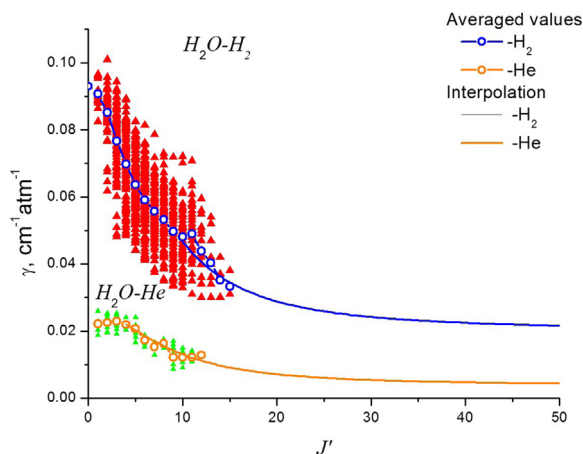 Averaged values
-H₂
-He
Interpolation
-H₂
-He
H₂O-H₂
H₂O-He
γ, cm⁻¹atm⁻¹
0.10
0.08
0.06
0.04
0.02
0.00
0 10 20 30 40 50
J'